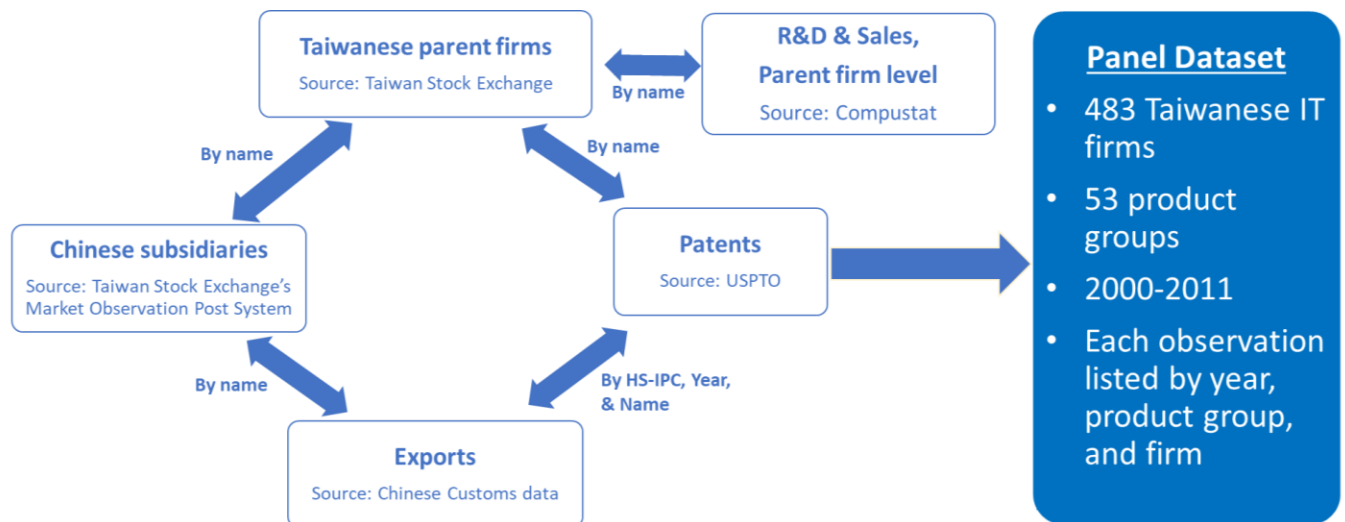 Taiwanese parent firms
Source: Taiwan Stock Exchange
By name
R&D & Sales,
Parent firm level
Source: Compustat
By name
By name
Chinese subsidiaries
Source: Taiwan Stock Exchange's
Market Observation Post System
Patents
Source: USPTO
By name
By HS-IPC, Year,
& Name
Exports
Source: Chinese Customs data
Panel Dataset
• 483 Taiwanese IT
firms
• 53 product
groups
• 2000-2011
• Each observation
listed by year,
product group,
and firm